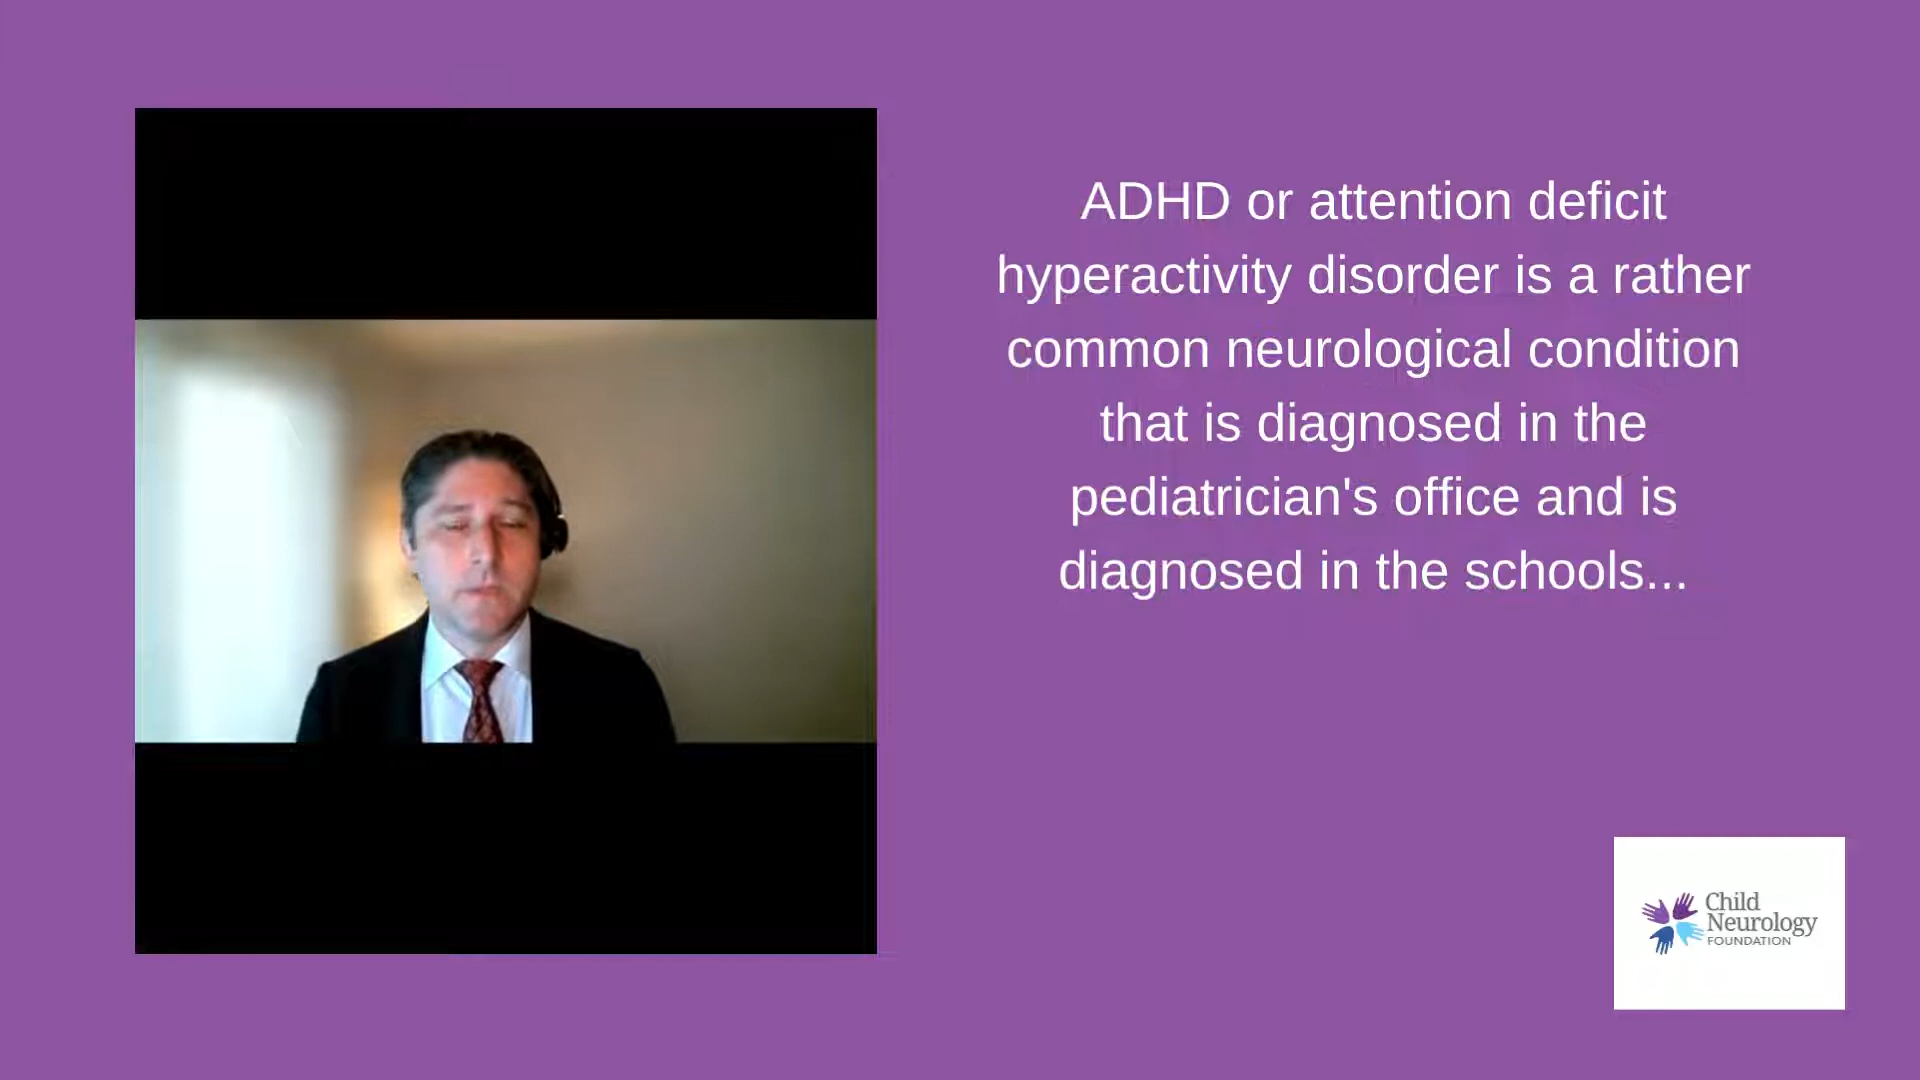 ADHD or attention deficit
hyperactivity disorder is a rather
common neurological condition
that is diagnosed in the
pediatrician's office and is
diagnosed in the schools...
Child
Neurology
FOUNDATION